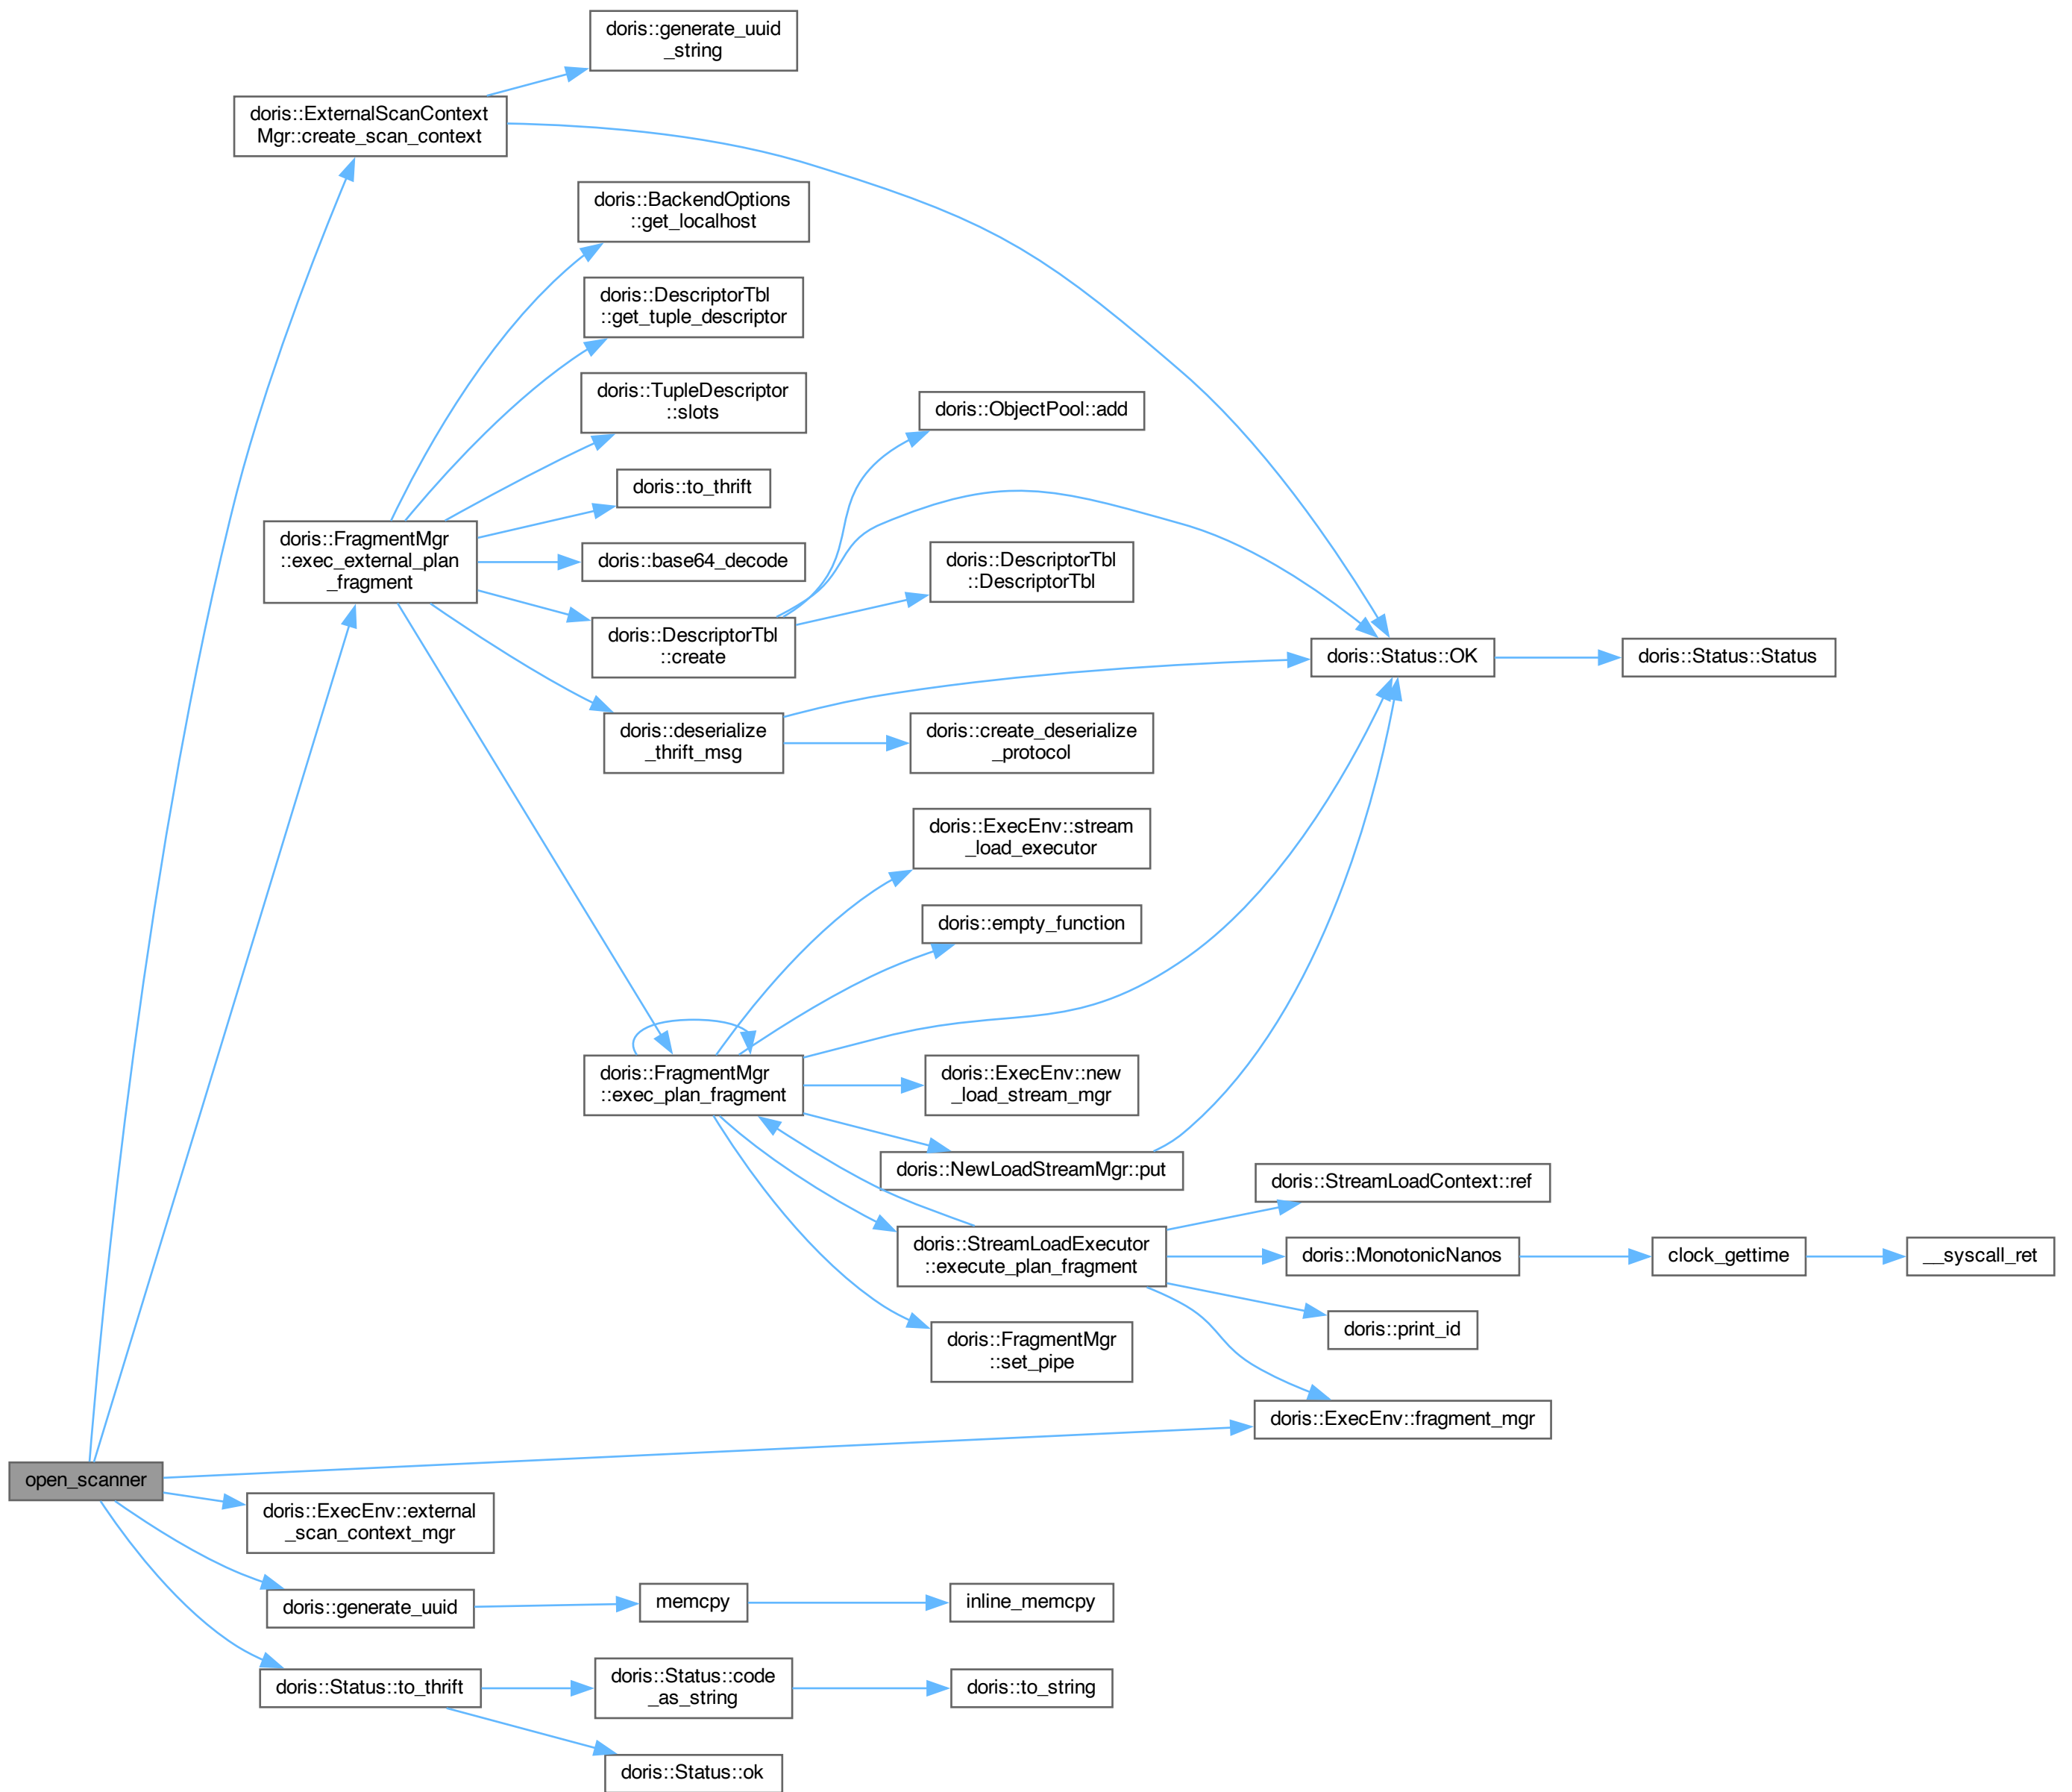 doris::generate_uuid
_string
doris::ExternalScanContext
Mgr::create_scan_context
doris::BackendOptions
::get_localhost
doris::DescriptorTbl
::get_tuple_descriptor
doris::TupleDescriptor
::slots
doris::ObjectPool::add
doris::to_thrift
doris::FragmentMgr
::exec_external_plan
_fragment
doris::base64_decode
doris::DescriptorTbl
::DescriptorTbl
doris::DescriptorTbl
::create
doris::Status::OK
doris::Status::Status
doris::deserialize
_thrift_msg
doris::create_deserialize
_protocol
doris::ExecEnv::stream
_load_executor
doris::empty_function
doris::FragmentMgr
::exec_plan_fragment
doris::ExecEnv::new
_load_stream_mgr
doris::NewLoadStreamMgr::put
doris::StreamLoadContext::ref
doris::StreamLoadExecutor
::execute_plan_fragment
doris::MonotonicNanos
clock_gettime
__syscall_ret
doris::print_id
doris::FragmentMgr
::set_pipe
doris::ExecEnv::fragment_mgr
open_scanner
doris::ExecEnv::external
_scan_context_mgr
doris::generate_uuid
memcpy
inline_memcpy
doris::Status::to_thrift
doris::Status::code
_as_string
doris::to_string
doris::Status::ok